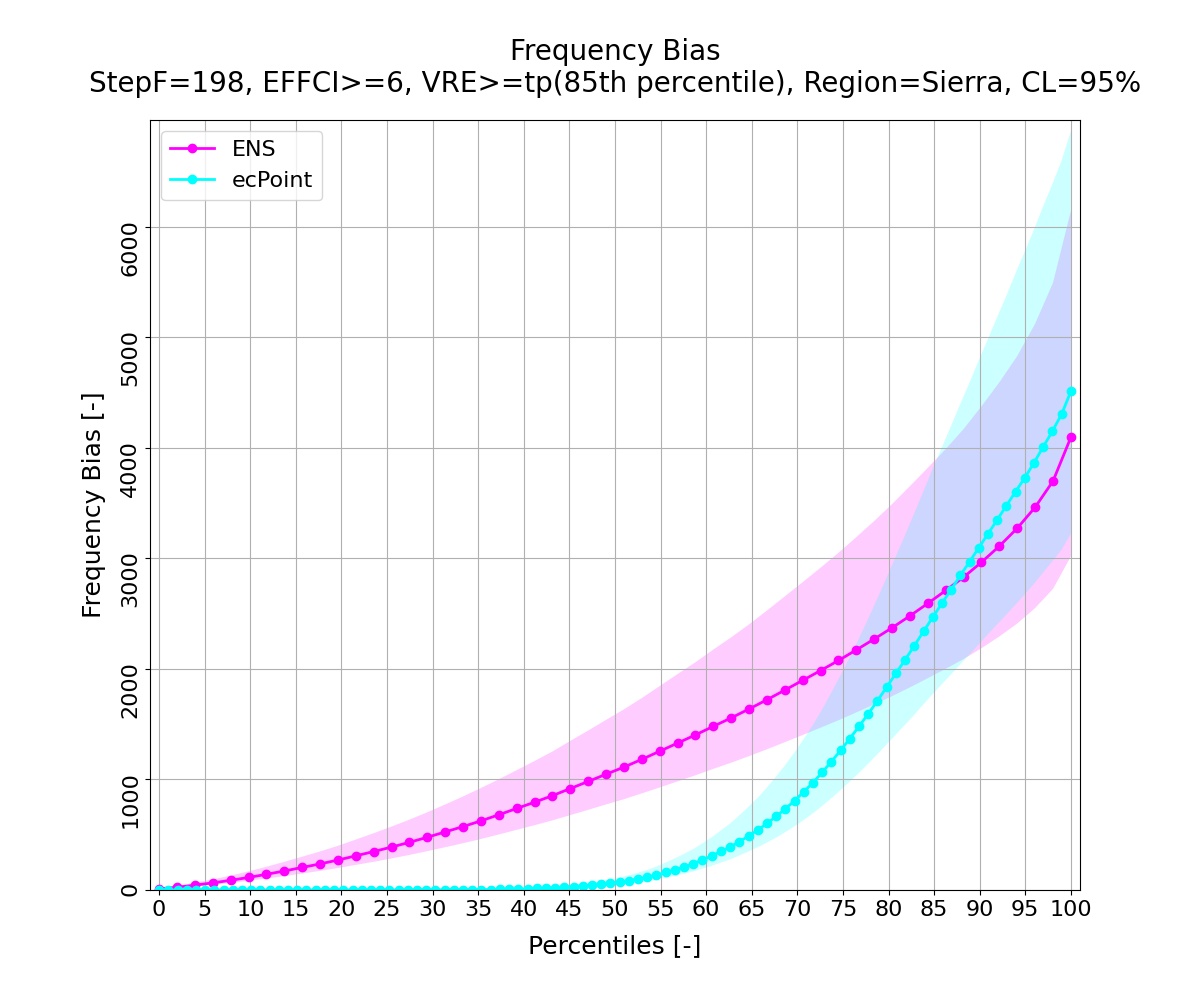 Frequency Bias
StepF=198, EFFCI>=6, VRE>=tp(85th percentile), Region=Sierra, CL=95%
ENS
ecPoint
Frequency Bias [-]
6000
5000
4000
3000
2000
1000
0
0 5 10 15 20 25 30 35 40 45 50 55 60 65 70 75 80 85 90 95 100
Percentiles [-]